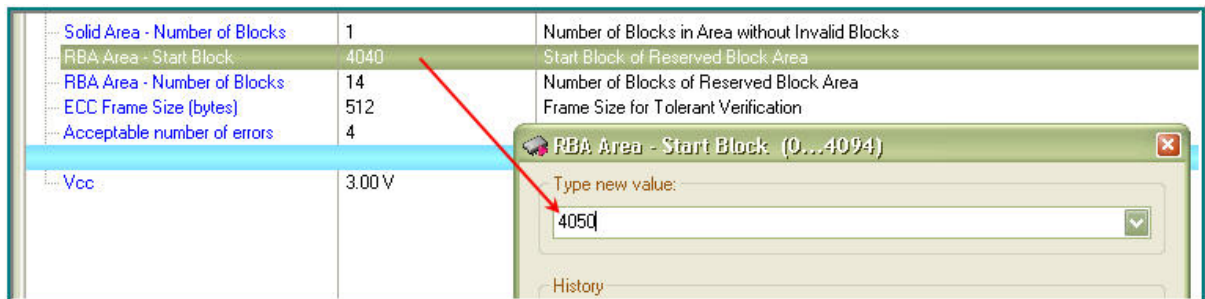 Solid Area - Number of Blocks 1 Number of Blocks in Area without Invalid Blocks
RBA Area - Start Block 4040 Start Block of Reserved Block Area
RBA Area - Number of Blocks 14 Number of Blocks of Reserved Block Area
ECC Frame Size (bytes) 512 Frame Size for Tolerant Verification
Acceptable number of errors 4
Vcc 3.00 V
RBA Area - Start Block (0...4094)
Type new value:
4050
History